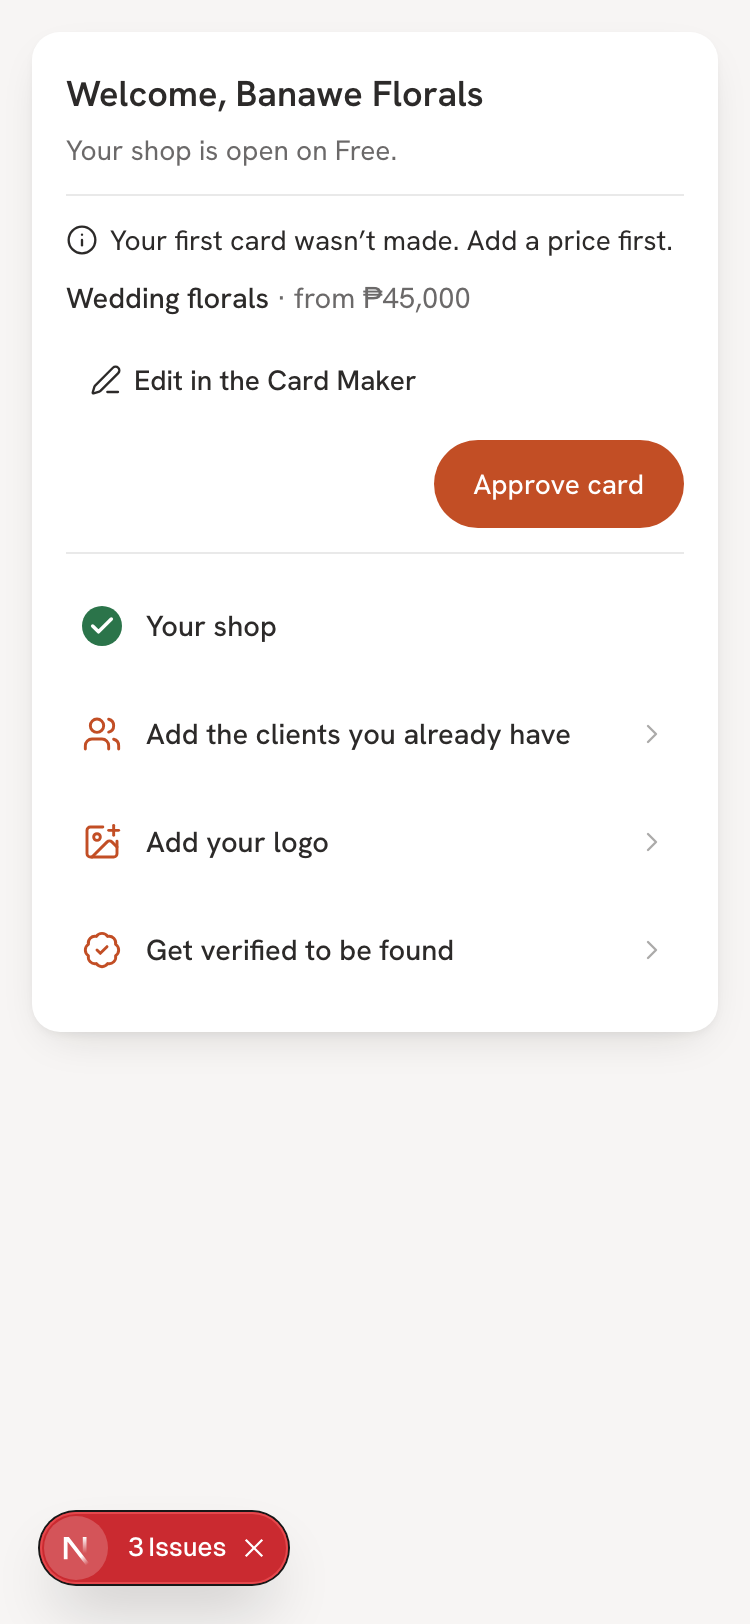 Welcome, Banawe Florals
Your shop is open on Free.
Your first card wasn’t made. Add a price first.
Wedding florals · from ₱45,000
Edit in the Card Maker
Approve card
Your shop
Add the clients you already have
Add your logo
Get verified to be found
N 3 Issues